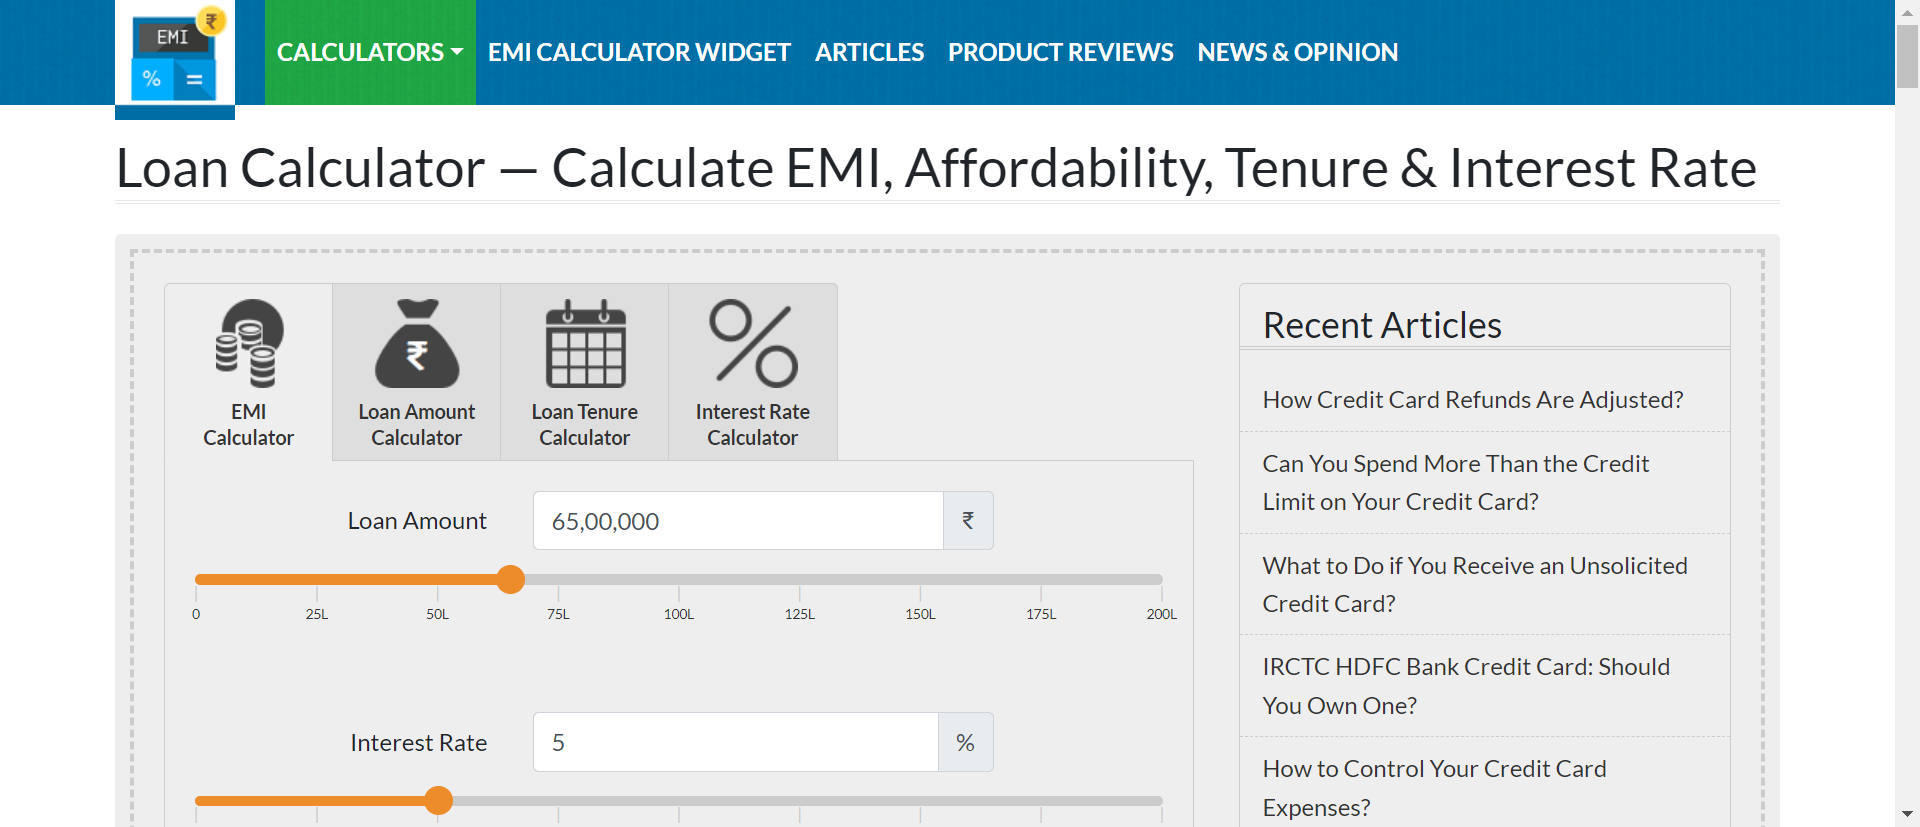 EMI
₹
%
=
CALCULATORS
EMI CALCULATOR WIDGET
ARTICLES
PRODUCT REVIEWS
NEWS & OPINION
Loan Calculator — Calculate EMI, Affordability, Tenure & Interest Rate
EMI
Calculator
₹
Loan Amount
Calculator
Loan Tenure
Calculator
Interest Rate
Calculator
Loan Amount
65,00,000
₹
0
25L
50L
75L
100L
125L
150L
175L
200L
Interest Rate
5
%
Recent Articles
How Credit Card Refunds Are Adjusted?
Can You Spend More Than the Credit
Limit on Your Credit Card?
What to Do if You Receive an Unsolicited
Credit Card?
IRCTC HDFC Bank Credit Card: Should
You Own One?
How to Control Your Credit Card
Expenses?